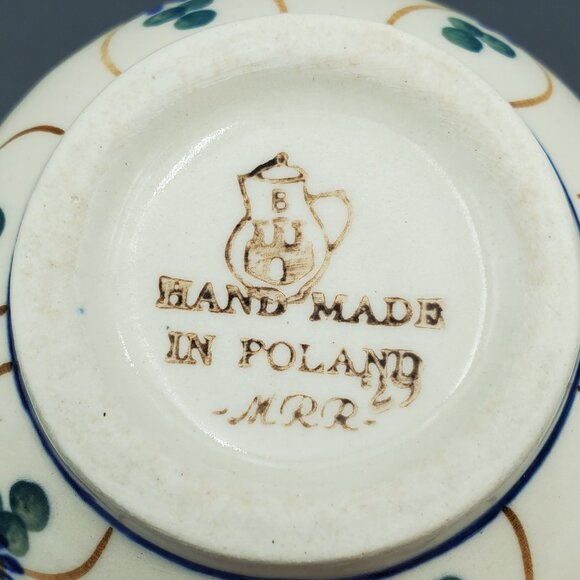 B
HAND MADE
IN POLAND
29
-MRR-